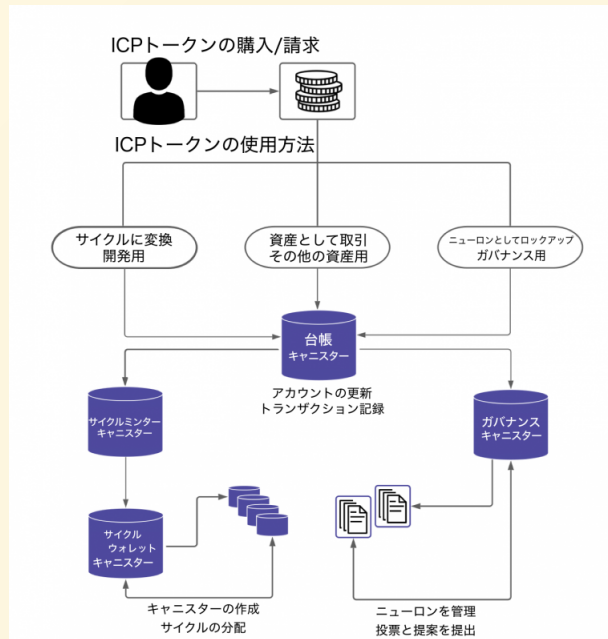 ICPトークンの購入/請求
ICPトークンの使用方法
サイクルに変換
開発用
資産として取引
その他の資産用
ニューロンとしてロックアップ
ガバナンス用
台帳
キャニスター
アカウントの更新
トランザクション記録
サイクルミンター
キャニスター
ガバナンス
キャニスター
サイクル
ウォレット
キャニスター
キャニスターの作成
サイクルの分配
ニューロンを管理
投票と提案を提出